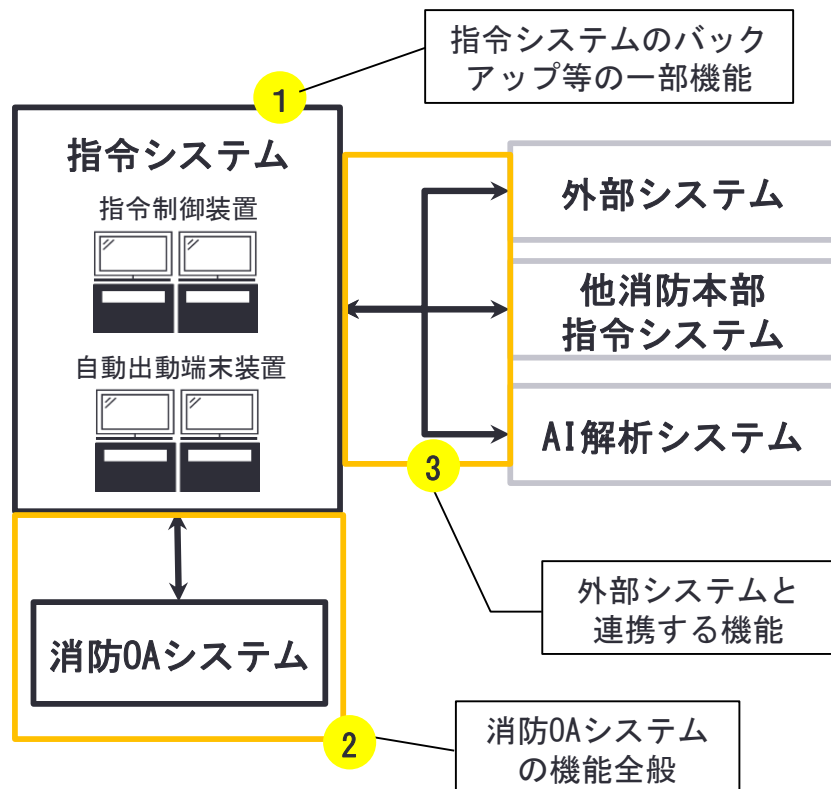 指令システムのバック
アップ等の一部機能
1
指令システム
指令制御装置
自動出動端末装置
外部システム
他消防本部
指令システム
AI解析システム
3
外部システムと
連携する機能
消防OAシステム
2
消防OAシステム
の機能全般